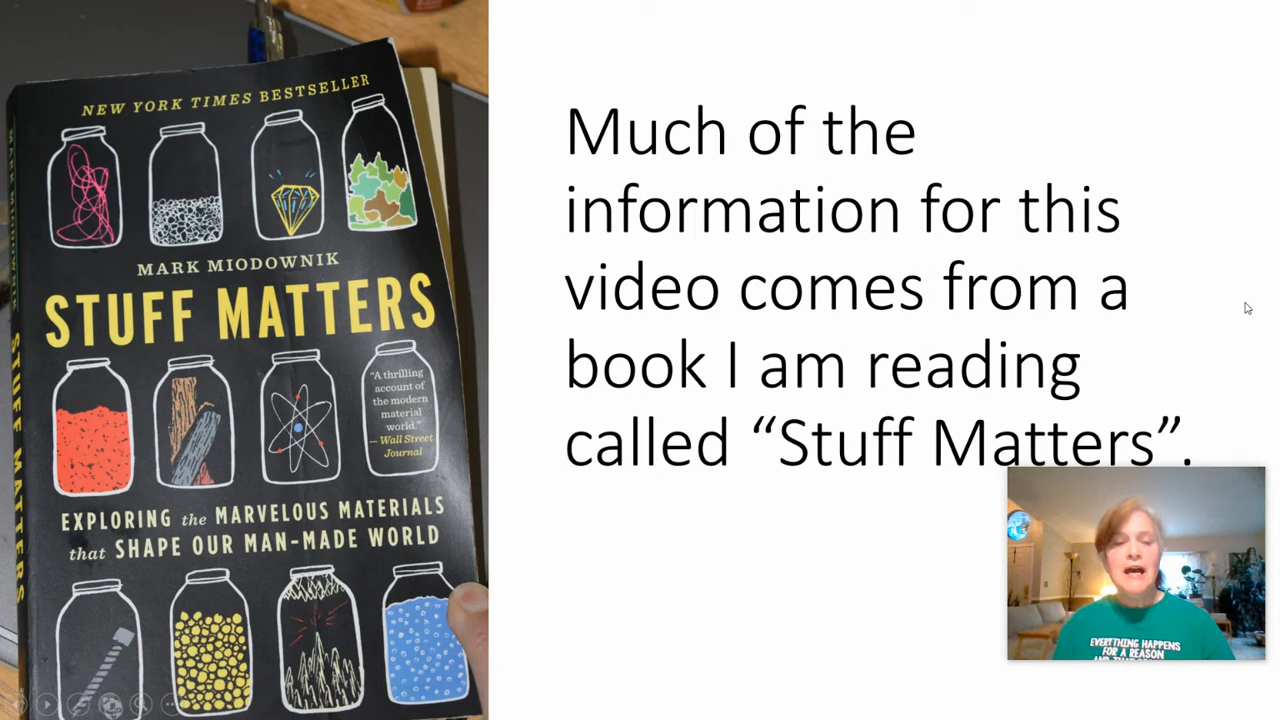 NEW YORK TIMES BESTSELLER
MARK MIODOWNIK
STUFF MATTERS
"A thrilling
account of
the modern
material
world."
— Wall Street
Journal
EXPLORING the MARVELOUS MATERIALS
that SHAPE OUR MAN-MADE WORLD
STUFF MATTERS
Much of the
information for this
video comes from a
book I am reading
called “Stuff Matters”.
EVERYTHING HAPPENS
FOR A REASON